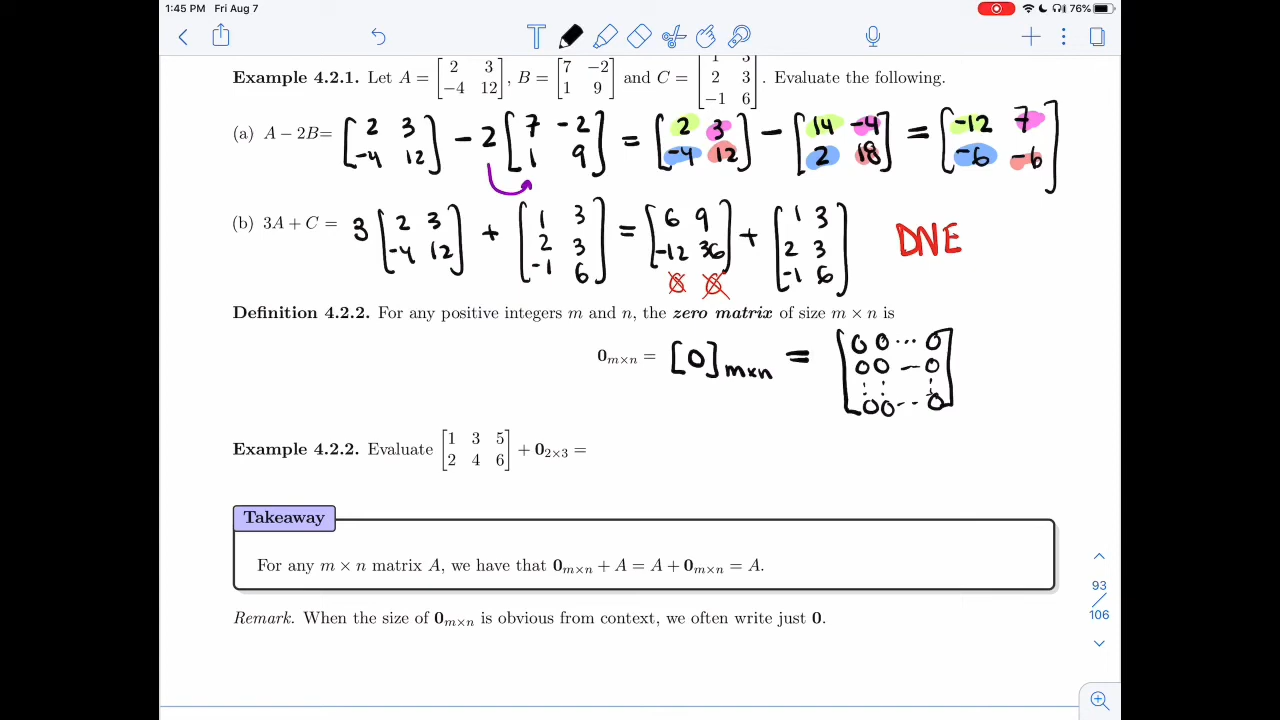 1:45 PM Fri Aug 7
76%
T
1 3
Example 4.2.1. Let A = [2 3], B = [7 -2] and C = [2 3]. Evaluate the following.
-4 12 1 9
-1 6
(a) A − 2B= [2 3 -4 12] − 2 [7 -2 1 9] = [2 3 -4 12] − [14 -4 2 18] = [-12 7 -6 -6]
(b) 3A + C = 3 [2 3 -4 12] + [1 3 2 3 -1 6] = [6 9 -12 36] + [1 3 2 3 -1 6] DNE
Definition 4.2.2. For any positive integers m and n, the zero matrix of size m × n is
0m×n = [0]m×n = [0 0 ⋯ 0
0 0 — 0
⋮ ⋮ ⋮
0 0 ⋯ 0]
Example 4.2.2. Evaluate [1 3 5 2 4 6] + 02×3 =
Takeaway
For any m × n matrix A, we have that 0m×n + A = A + 0m×n = A.
93
/
106
Remark. When the size of 0m×n is obvious from context, we often write just 0.